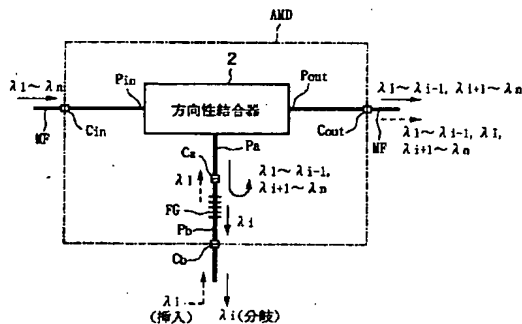 AMD
λ1～λn
Pin
2
Pout
方向性結合器
λ1～λi-1, λi+1～λn
MF
Cin
Cout
MF
λ1～λi-1, λI,
λi+1～λn
Pa
Ca
λI
λ1～λi-1,
λi+1～λn
FG
λi
Pb
Cb
λI
(挿入)
λi(分岐)